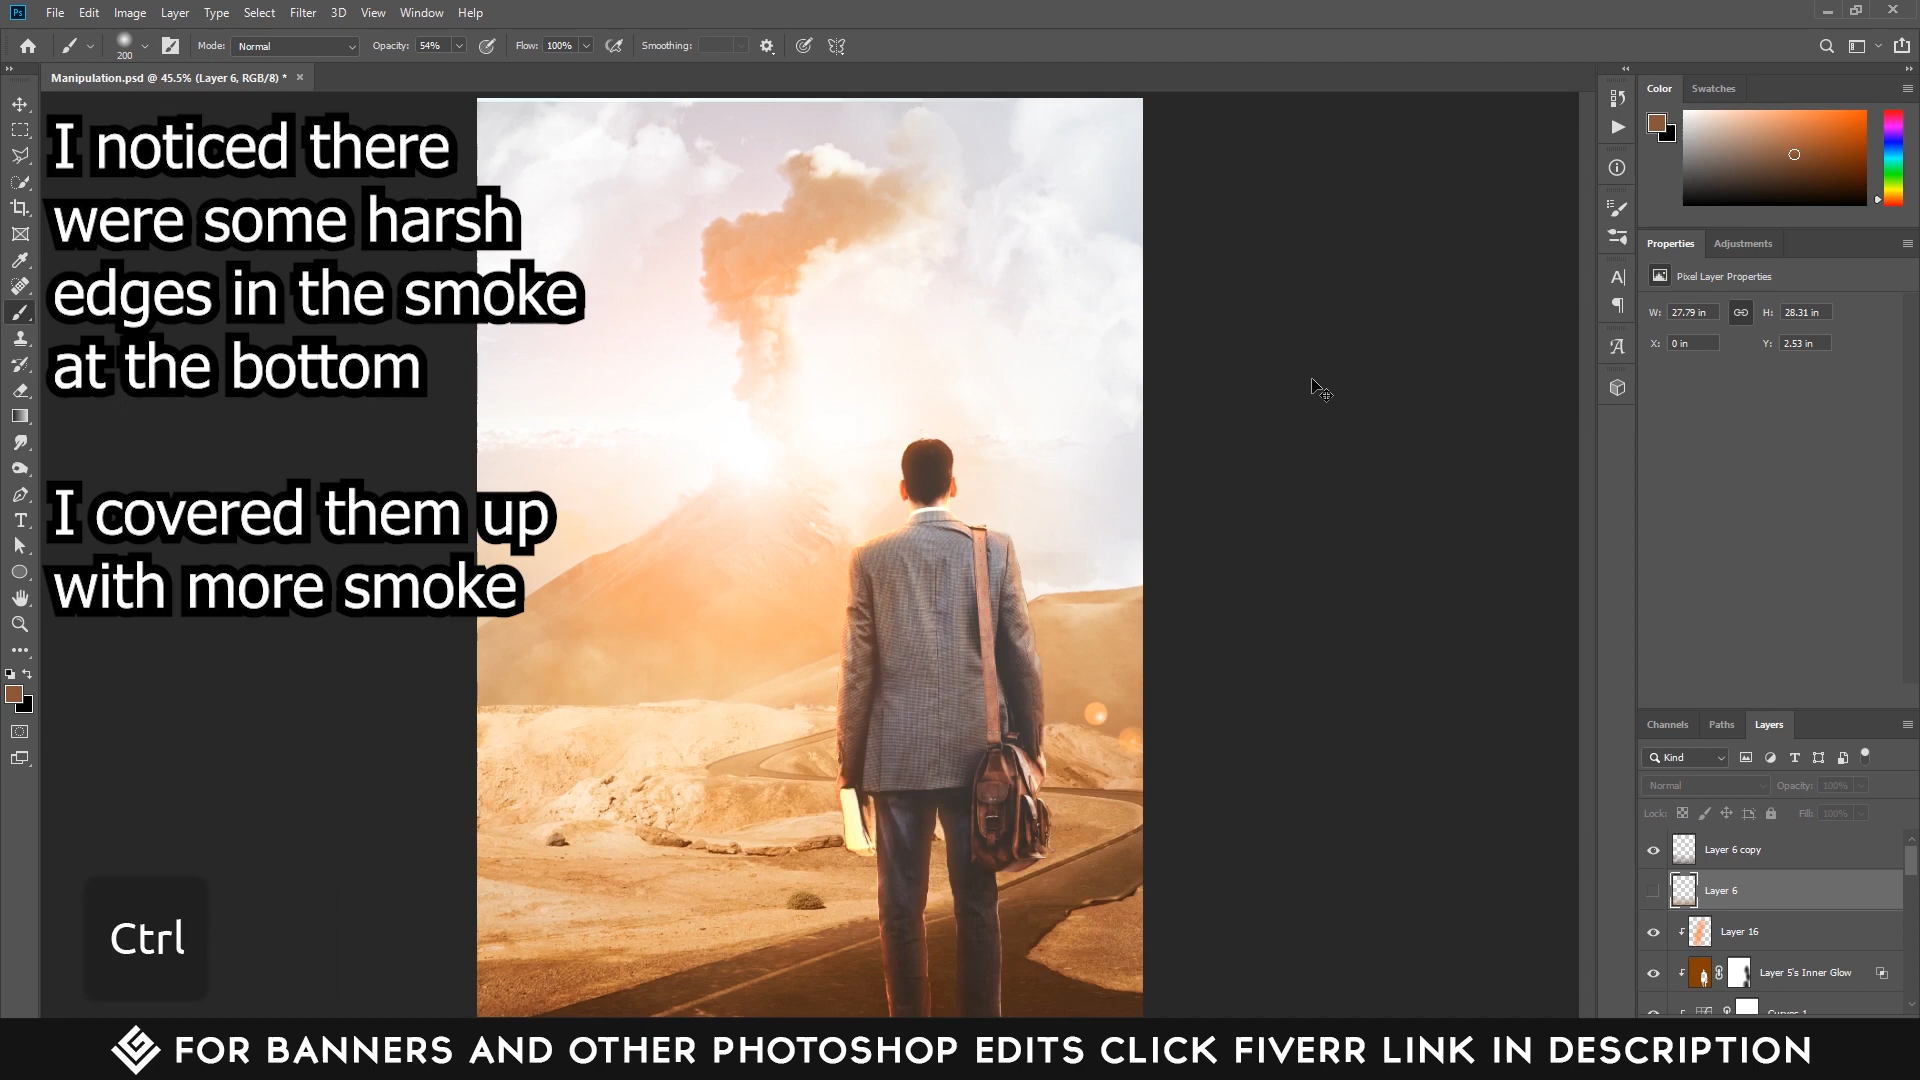 Ps File Edit Image Layer Type Select Filter 3D View Window Help
200 Mode: Normal Opacity: 54% Flow: 100% Smoothing:
Manipulation.psd @ 45.5% (Layer 6, RGB/8) *
I noticed there
were some harsh
edges in the smoke
at the bottom
I covered them up
with more smoke
Ctrl
Color Swatches
Properties Adjustments
Pixel Layer Properties
W: 27.79 in H: 28.31 in
X: 0 in Y: 2.53 in
Channels Paths Layers
Kind
Normal Opacity: 100%
Lock: Fill: 100%
Layer 6 copy
Layer 6
Layer 16
Layer 5's Inner Glow
Curves 1
FOR BANNERS AND OTHER PHOTOSHOP EDITS CLICK FIVERR LINK IN DESCRIPTION